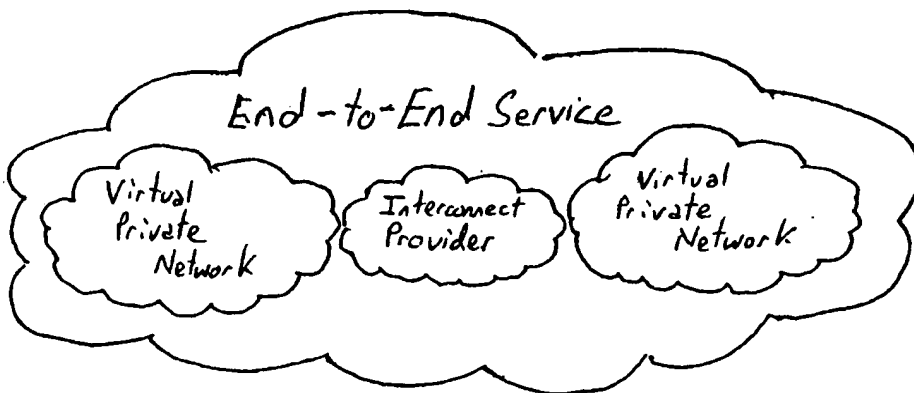 End-to-End Service
Virtual
Private
Network
Interconnect
Provider
Virtual
Private
Network